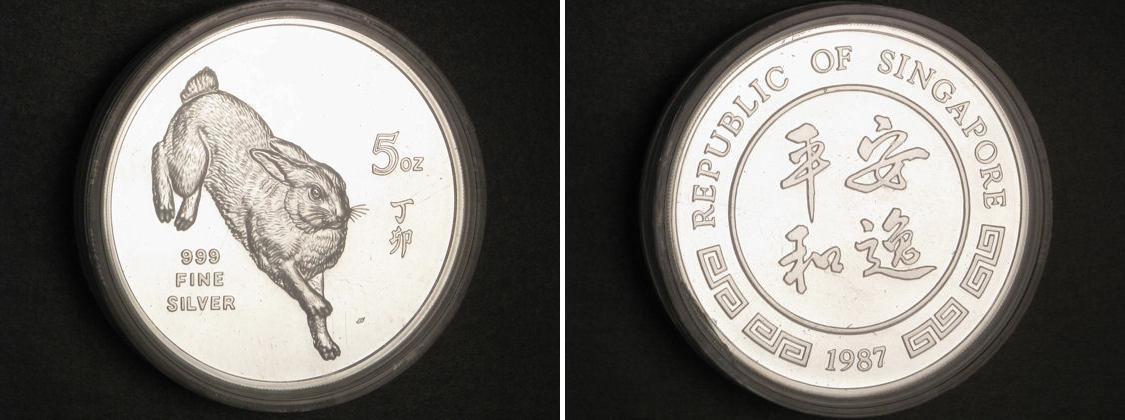 5oz
丁
卯
999
FINE
SILVER
REPUBLIC OF SINGAPORE
平安
和逸
1987